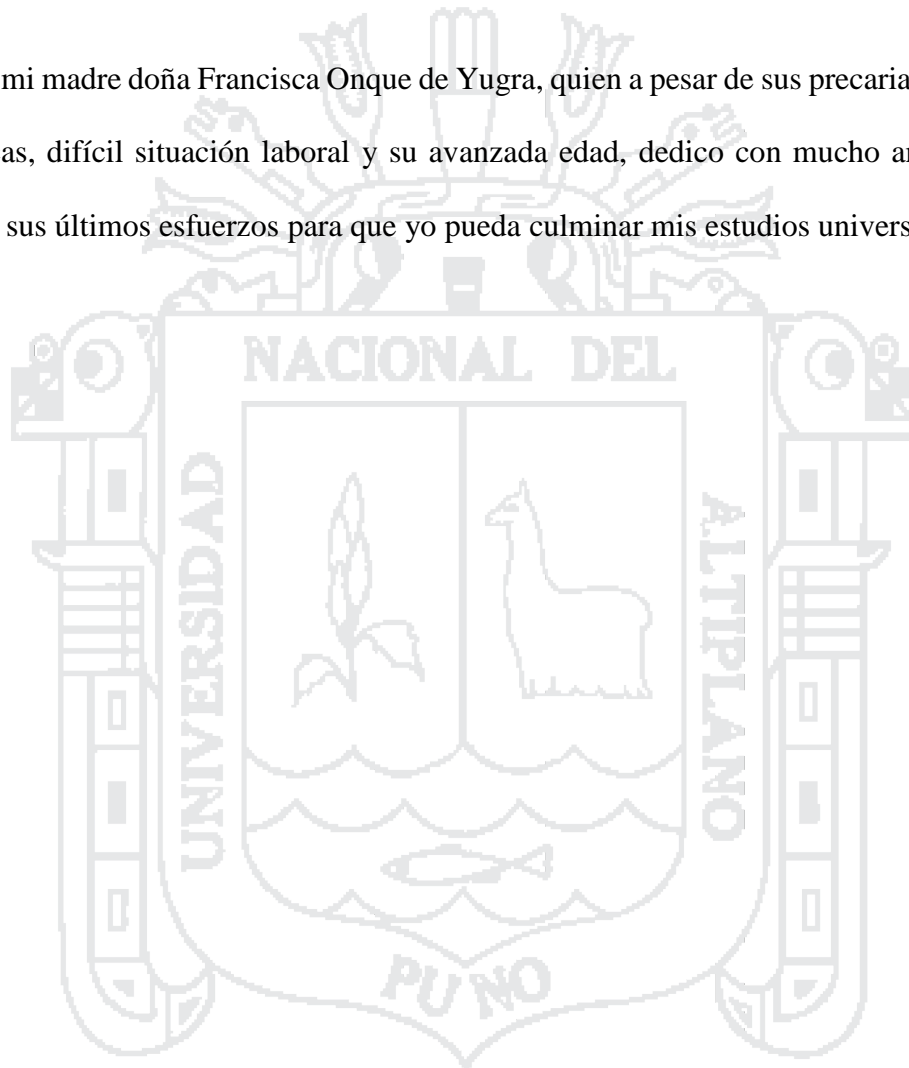 mi madre doña Francisca Onque de Yugra, quien a pesar de sus precaria
as, difícil situación laboral y su avanzada edad, dedico con mucho a
sus últimos esfuerzos para que yo pueda culminar mis estudios univers
NACIONAL DEL
UNIVERSIDAD
ALTIPLANO
PUNO